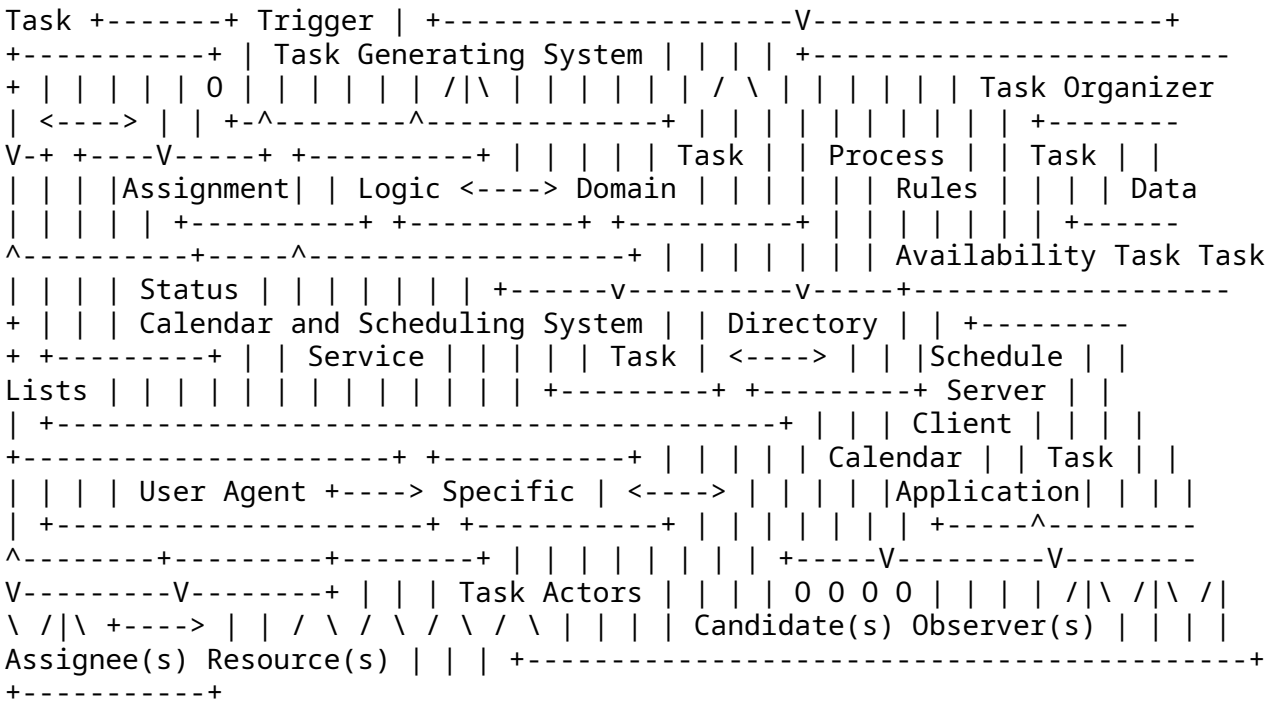 Task +-------+ Trigger | +---------------------V---------------------+
+-----------+ | Task Generating System | | | | +-------------------------
+ | | | | | O | | | | | | /|\ | | | | | | / \ | | | | | | Task Organizer
| <----> | | +-^--------^--------------+ | | | | | | | | | | +--------
V-+ +----V-----+ +----------+ | | | | | Task | | Process | | Task | |
| | | |Assignment| | Logic <----> Domain | | | | | | Rules | | | | Data
| | | | | +----------+ +----------+ +----------+ | | | | | | | +------
^----------+-----^-------------------+ | | | | | | | Availability Task Task
| | | | Status | | | | | | | +------v----------v-----+-------------------
+ | | | Calendar and Scheduling System | | Directory | | +---------
+ +---------+ | | Service | | | | | Task | <----> | | |Schedule | |
Lists | | | | | | | | | | | | | +---------+ +---------+ Server | |
| +-------------------------------------------+ | | | Client | | | |
+----------------------+ +-----------+ | | | | | Calendar | | Task | |
| | | | User Agent +----> Specific | <----> | | | | |Application| | | |
| +----------------------+ +-----------+ | | | | | | | +-----^---------
^--------+---------+--------+ | | | | | | | | +-----V---------V--------
V---------V--------+ | | | Task Actors | | | | O O O O | | | | /|\ /|\ /|
\ /|\ +----> | | / \ / \ / \ / \ | | | | Candidate(s) Observer(s) | | | |
Assignee(s) Resource(s) | | | +-------------------------------------------+
+-----------+